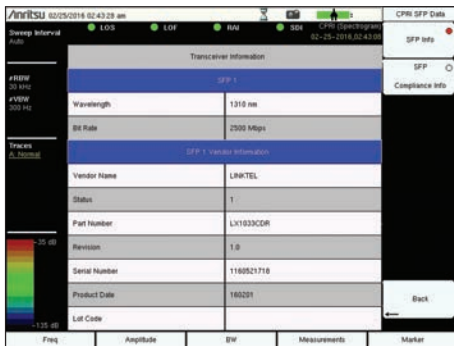 /Anritsu 02/25/2016 02:43:28 am
CPRI SFP Data
Sweep Interval
Auto
LOS
LOF
RAI
SDI
CPRI (Spectrogram)
02-25-2016,02:43:00
SFP Info
Transceiver Information
SFP
Compliance Info
#RBW
30 kHz
SFP 1
#VBW
300 Hz
Wavelength
1310 nm
Bit Rate
2500 Mbps
Traces
A: Normal
SFP 1 Vendor Information
Vendor Name
LINKTEL
Status
1
Part Number
LX1033CDR
-35 dB
Revision
1.0
Serial Number
1160521718
Product Date
160201
Back
Lot Code
-135 dB
Freq
Amplitude
BW
Measurements
Marker